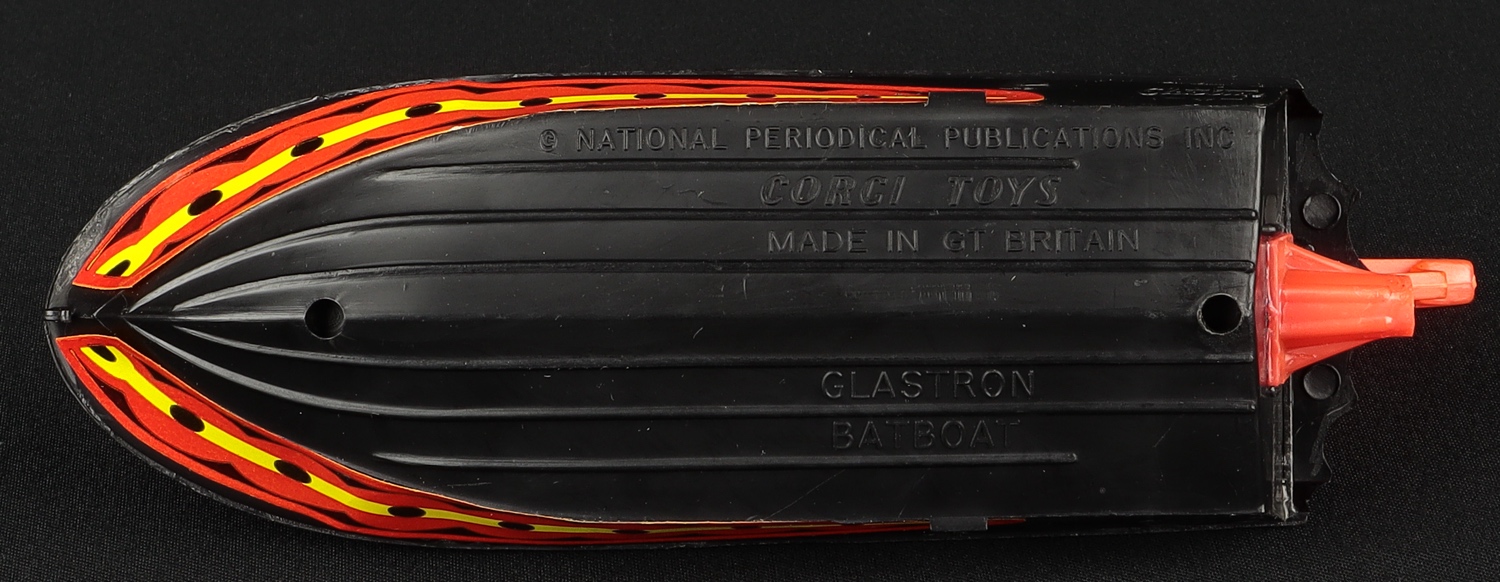 © NATIONAL PERIODICAL PUBLICATIONS INC
CORGI TOYS
MADE IN GT BRITAIN
GLASTRON
BATBOAT